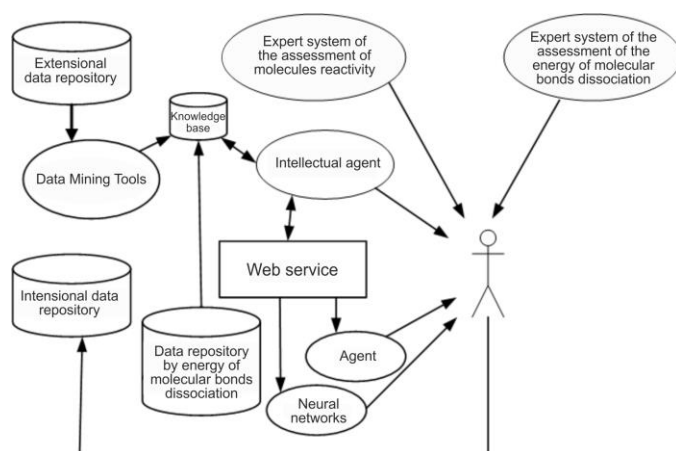 Extensional
data repository
Expert system of
the assessment of
molecules reactivity
Expert system of the
assessment of the
energy of molecular
bonds dissociation
Knowledge
base
Data Mining Tools
Intellectual agent
Intensional data
repository
Web service
Data repository
by energy of
molecular bonds
dissociation
Agent
Neural
networks